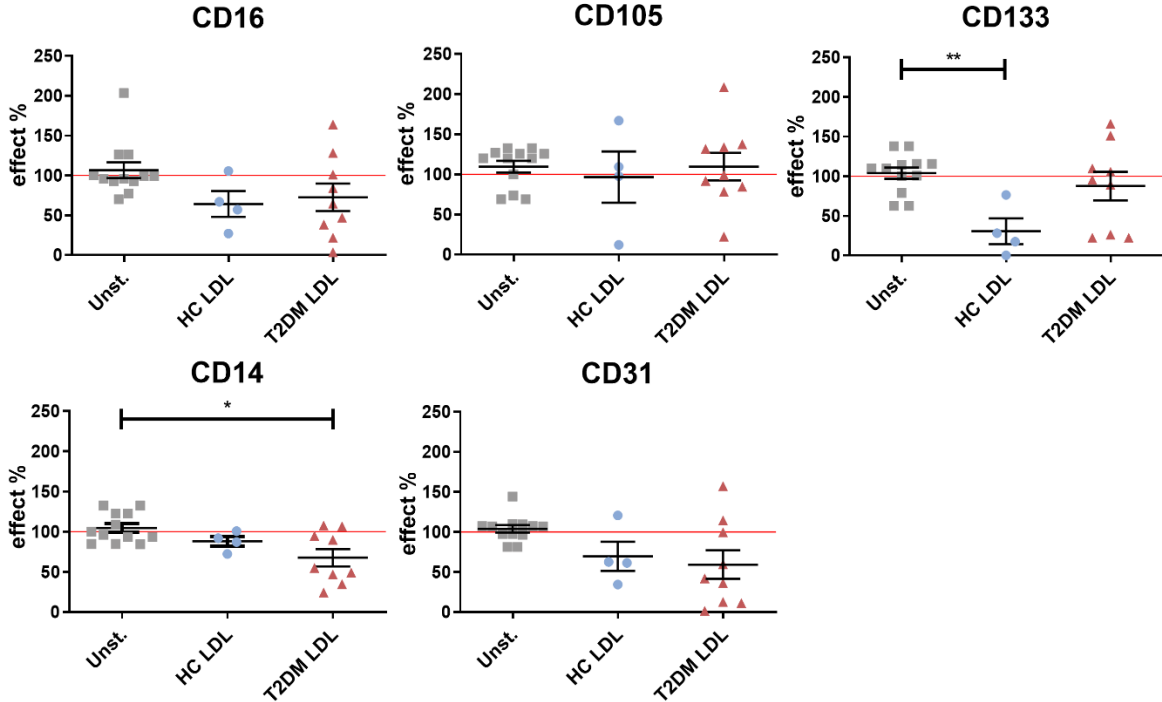 CD16
effect %
250
200
150
100
50
0
Unst.
HC LDL
T2DM LDL
CD105
effect %
250
200
150
100
50
0
Unst.
HC LDL
T2DM LDL
CD133
effect %
250
200
150
100
50
0
**
Unst.
HC LDL
T2DM LDL
CD14
effect %
250
200
150
100
50
0
*
Unst.
HC LDL
T2DM LDL
CD31
effect %
250
200
150
100
50
0
Unst.
HC LDL
T2DM LDL